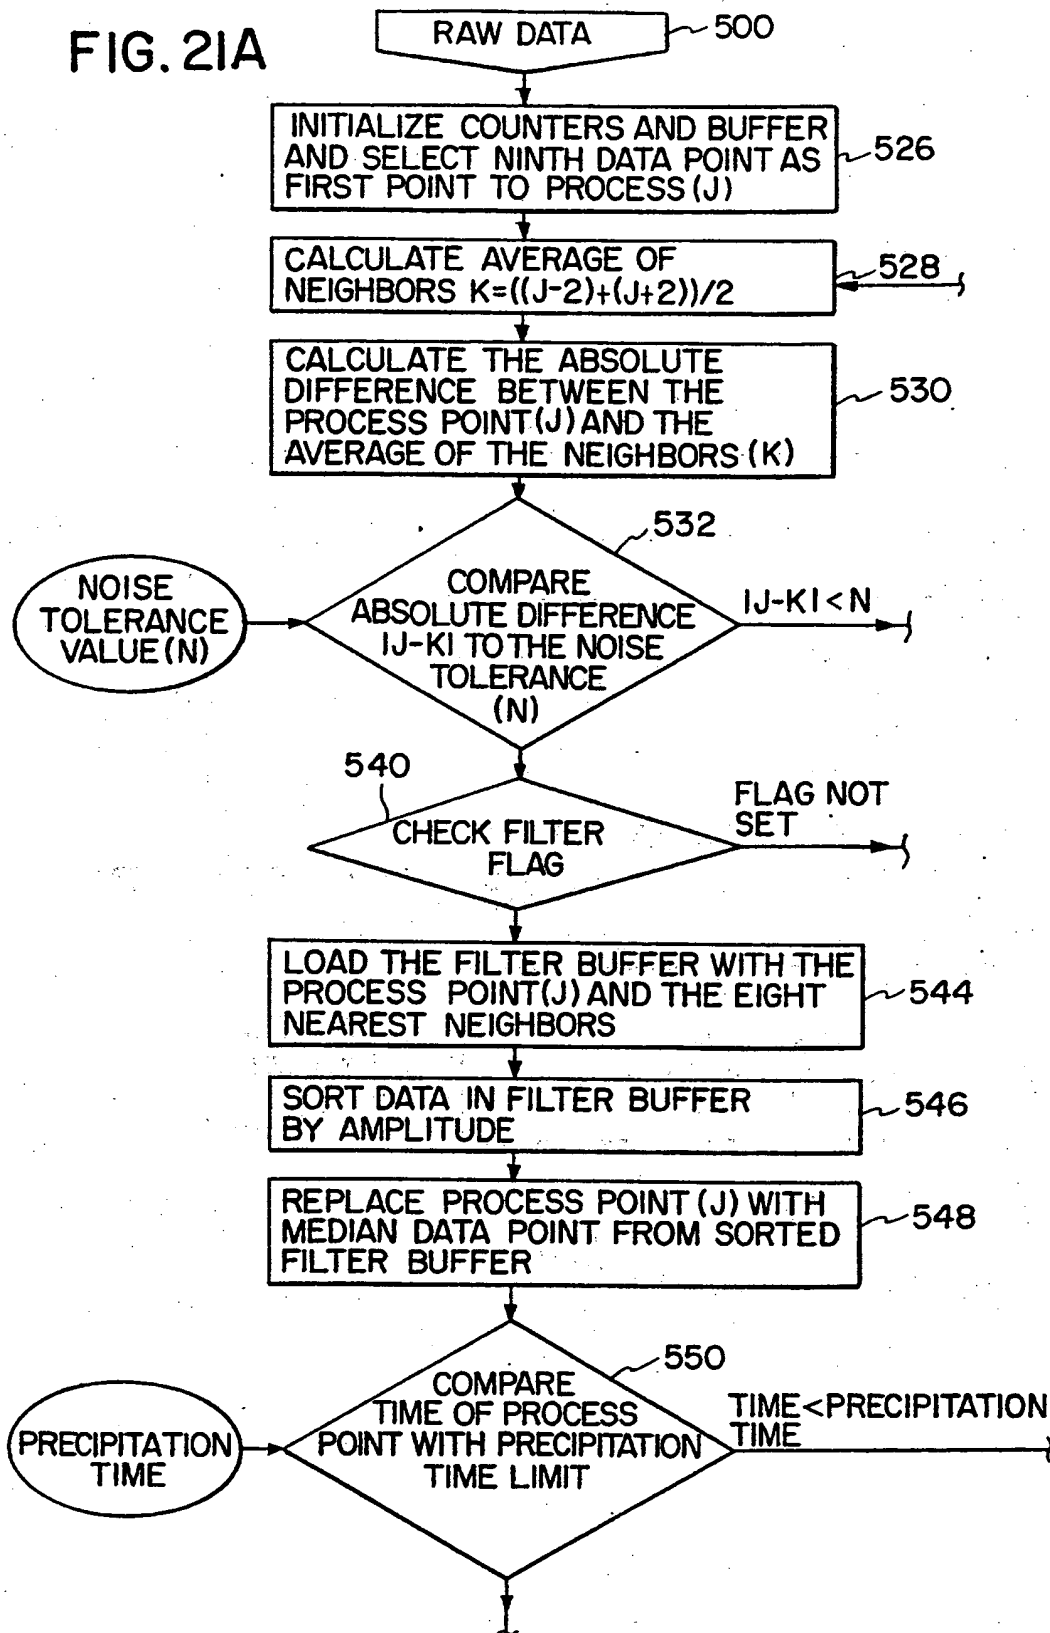 FIG. 21A
RAW DATA
500
INITIALIZE COUNTERS AND BUFFER
AND SELECT NINTH DATA POINT AS
FIRST POINT TO PROCESS (J)
526
CALCULATE AVERAGE OF
NEIGHBORS K=((J-2)+(J+2))/2
528
CALCULATE THE ABSOLUTE
DIFFERENCE BETWEEN THE
PROCESS POINT (J) AND THE
AVERAGE OF THE NEIGHBORS (K)
530
532
NOISE
TOLERANCE
VALUE (N)
COMPARE
ABSOLUTE DIFFERENCE
|J-K| TO THE NOISE
TOLERANCE
(N)
|J-K|<N
540
CHECK FILTER
FLAG
FLAG NOT
SET
LOAD THE FILTER BUFFER WITH THE
PROCESS POINT (J) AND THE EIGHT
NEAREST NEIGHBORS
544
SORT DATA IN FILTER BUFFER
BY AMPLITUDE
546
REPLACE PROCESS POINT (J) WITH
MEDIAN DATA POINT FROM SORTED
FILTER BUFFER
548
550
PRECIPITATION
TIME
COMPARE
TIME OF PROCESS
POINT WITH PRECIPITATION
TIME LIMIT
TIME<PRECIPITATION
TIME